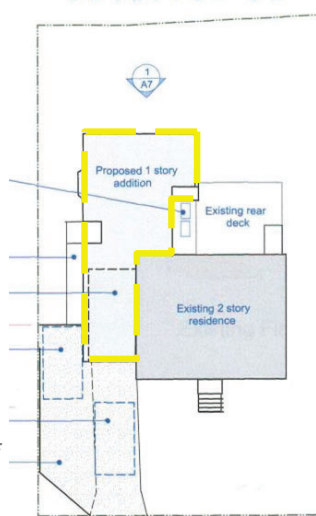 1
A7
Proposed 1 story
addition
Existing rear
deck
Existing 2 story
residence